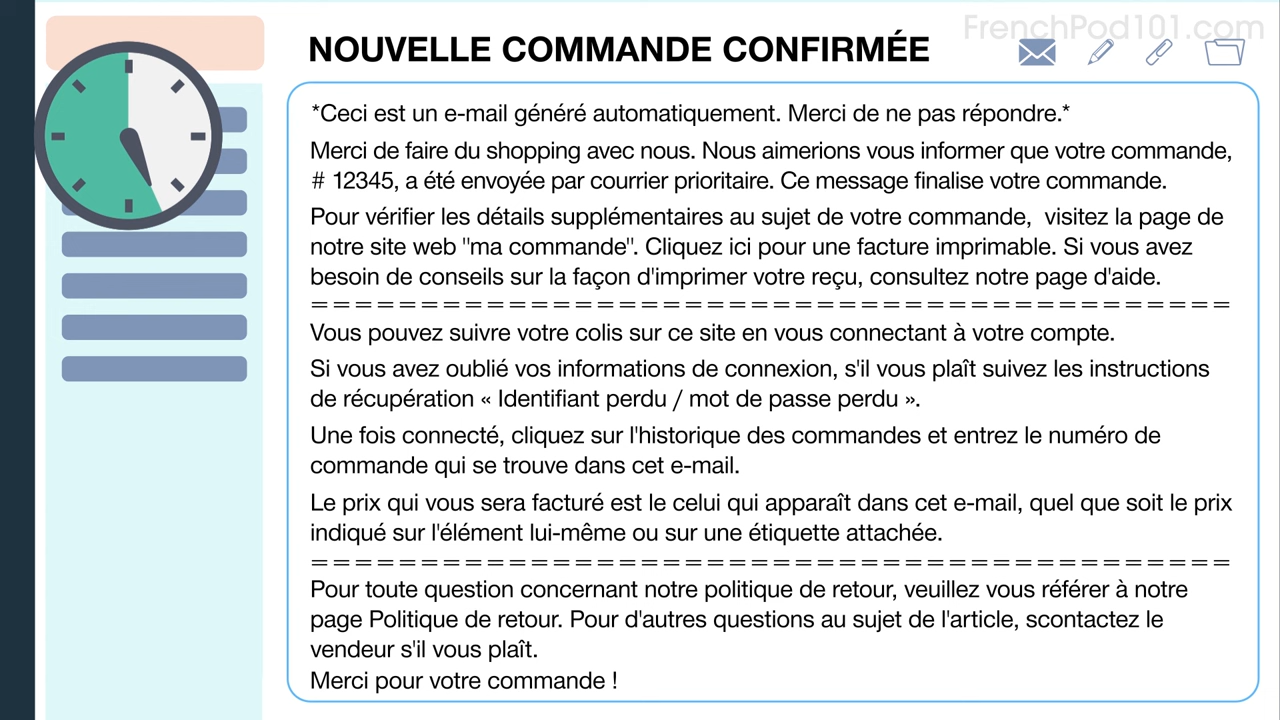 FrenchPod101.com
NOUVELLE COMMANDE CONFIRMÉE
*Ceci est un e-mail généré automatiquement. Merci de ne pas répondre.*
Merci de faire du shopping avec nous. Nous aimerions vous informer que votre commande,
# 12345, a été envoyée par courrier prioritaire. Ce message finalise votre commande.
Pour vérifier les détails supplémentaires au sujet de votre commande, visitez la page de
notre site web "ma commande". Cliquez ici pour une facture imprimable. Si vous avez
besoin de conseils sur la façon d'imprimer votre reçu, consultez notre page d'aide.
==========================================
Vous pouvez suivre votre colis sur ce site en vous connectant à votre compte.
Si vous avez oublié vos informations de connexion, s'il vous plaît suivez les instructions
de récupération « Identifiant perdu / mot de passe perdu ».
Une fois connecté, cliquez sur l'historique des commandes et entrez le numéro de
commande qui se trouve dans cet e-mail.
Le prix qui vous sera facturé est le celui qui apparaît dans cet e-mail, quel que soit le prix
indiqué sur l'élément lui-même ou sur une étiquette attachée.
==========================================
Pour toute question concernant notre politique de retour, veuillez vous référer à notre
page Politique de retour. Pour d'autres questions au sujet de l'article, scontactez le
vendeur s'il vous plaît.
Merci pour votre commande !